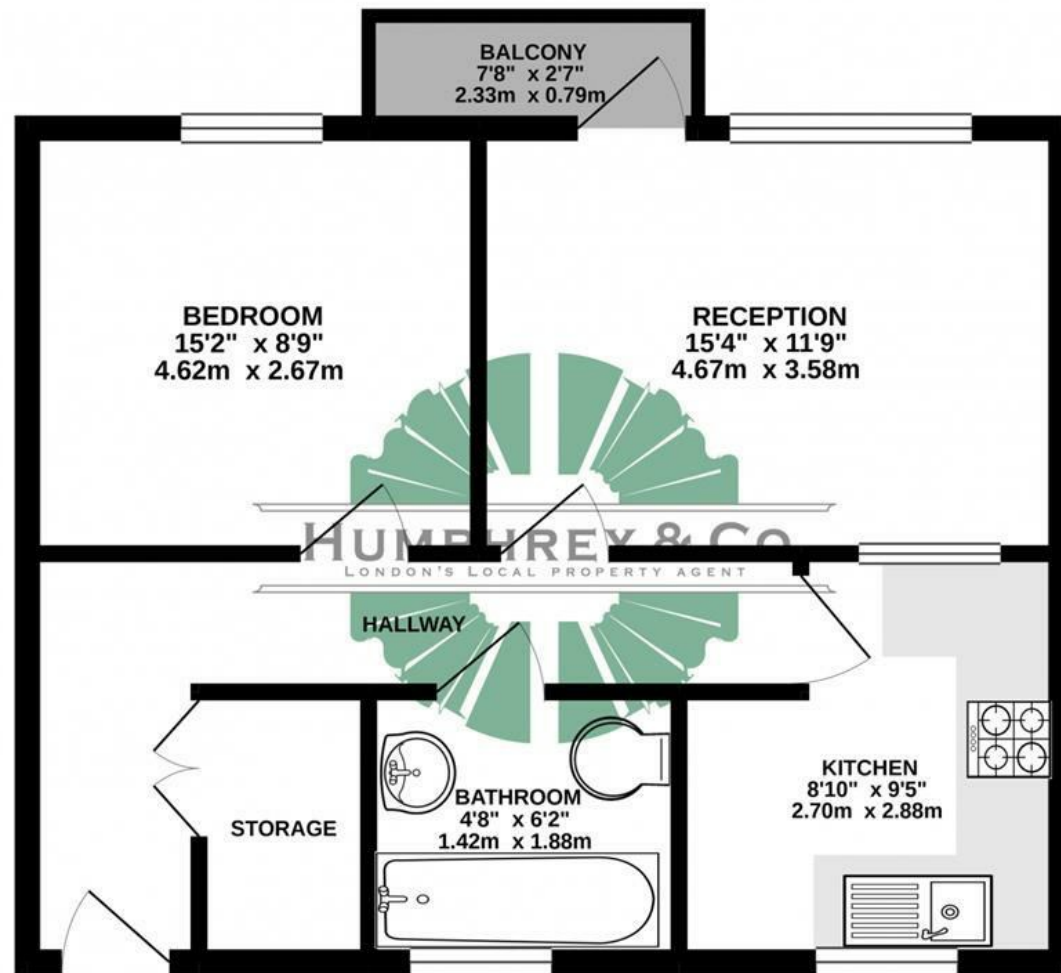 BALCONY
7'8" x 2'7"
2.33m x 0.79m
BEDROOM
15'2" x 8'9"
4.62m x 2.67m
RECEPTION
15'4" x 11'9"
4.67m x 3.58m
HUMPHREY & CO
LONDON'S LOCAL PROPERTY AGENT
HALLWAY
STORAGE
BATHROOM
4'8" x 6'2"
1.42m x 1.88m
KITCHEN
8'10" x 9'5"
2.70m x 2.88m